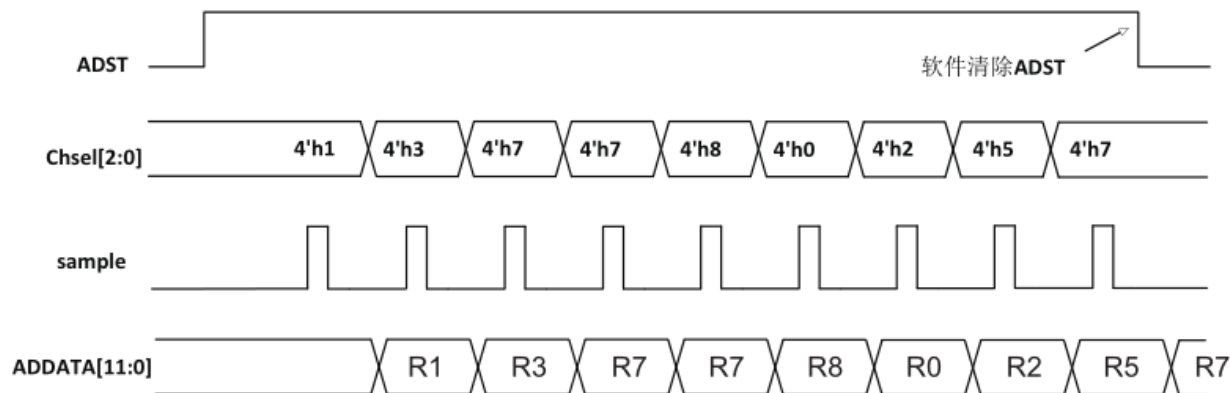 ADST
软件清除ADST
Chsel[2:0] 4'h1 4'h3 4'h7 4'h7 4'h8 4'h0 4'h2 4'h5 4'h7
sample
ADDATA[11:0] R1 R3 R7 R7 R8 R0 R2 R5 R7